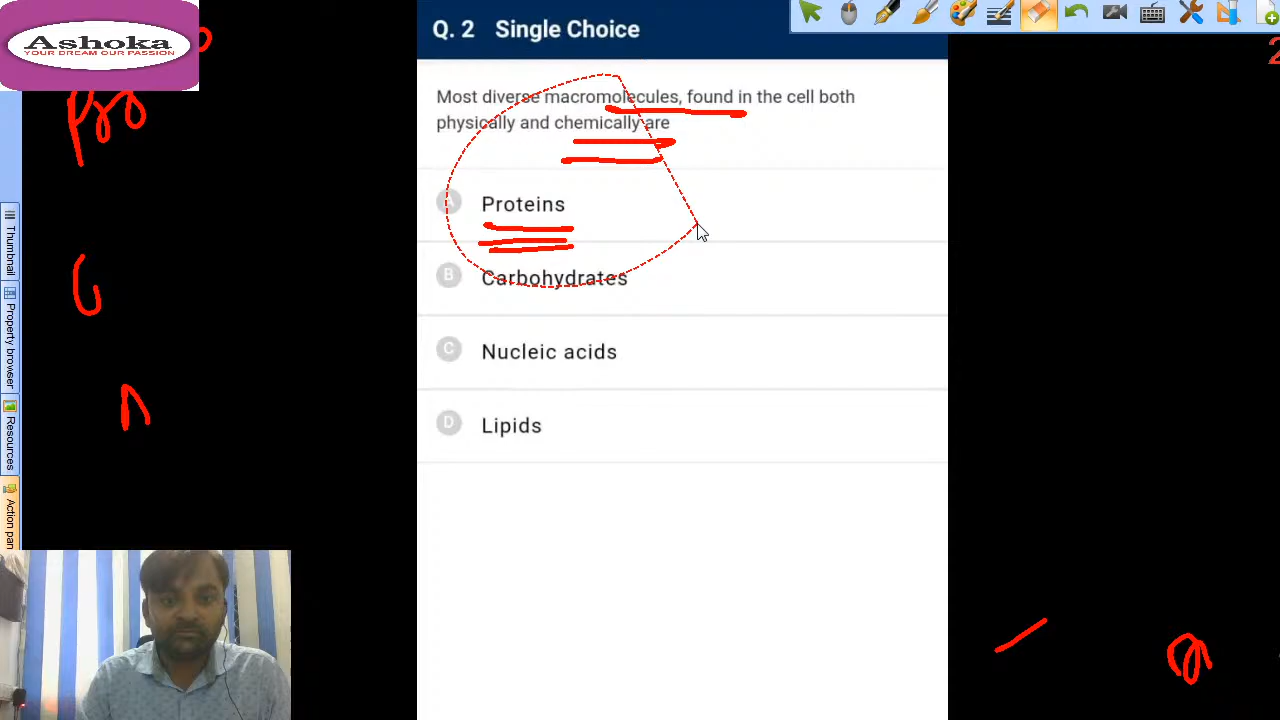 Ashoka
YOUR DREAM OUR PASSION
Q. 2 Single Choice
Most diverse macromolecules, found in the cell both
physically and chemically are
A Proteins
B Carbohydrates
C Nucleic acids
D Lipids
Thumbnail
Property browser
Resources
Action pan
2